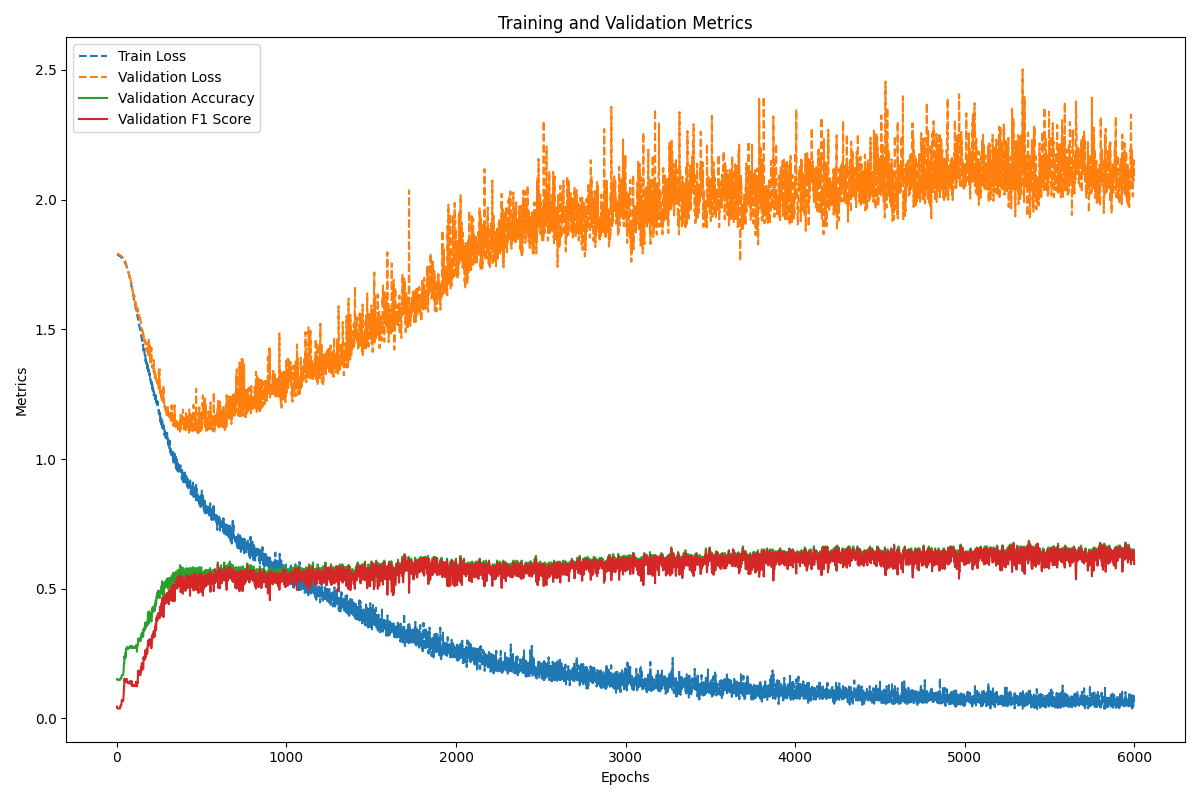 Training and Validation Metrics
Train Loss
Validation Loss
Validation Accuracy
Validation F1 Score
2.5
2.0
1.5
1.0
0.5
0.0
Metrics
0 1000 2000 3000 4000 5000 6000
Epochs